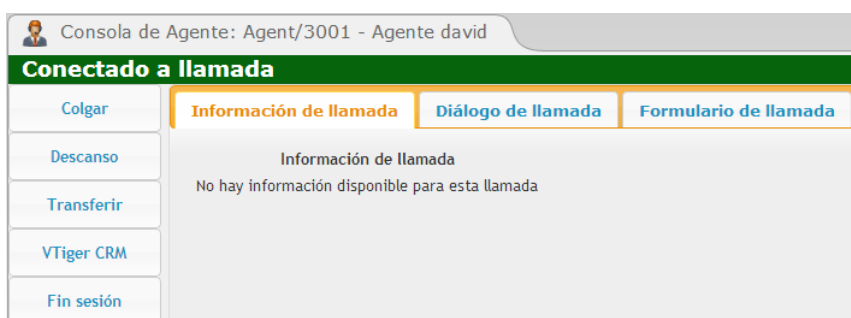 Consola de Agente: Agent/3001 - Agente david
Conectado a llamada
Colgar
Descanso
Transferir
VTiger CRM
Fin sesión
Información de llamada
Diálogo de llamada
Formulario de llamada
Información de llamada
No hay información disponible para esta llamada